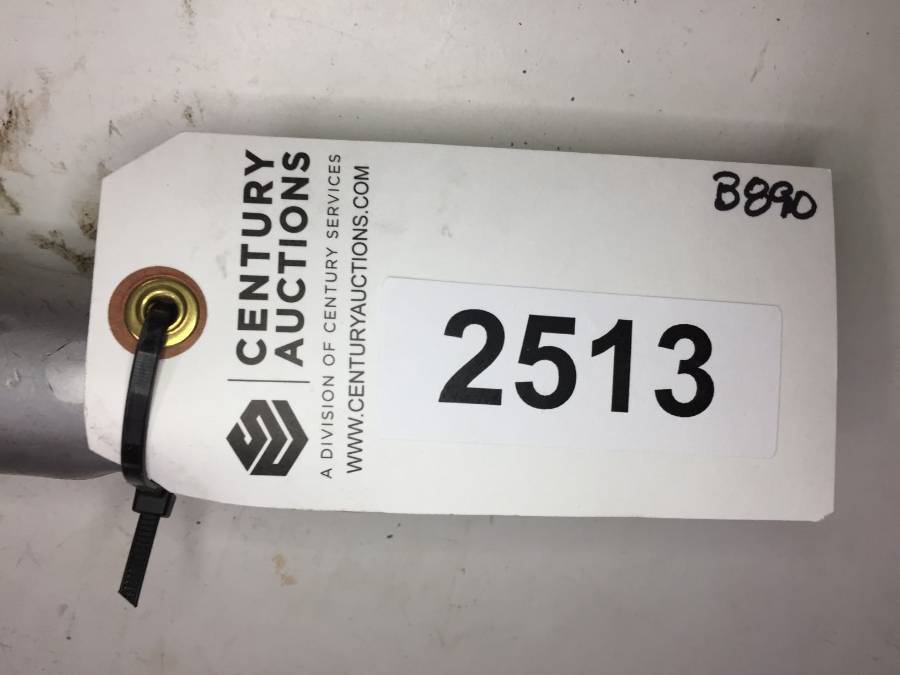 CENTURY
AUCTIONS
A DIVISION OF CENTURY SERVICES
WWW.CENTURYAUCTIONS.COM
B890
2513